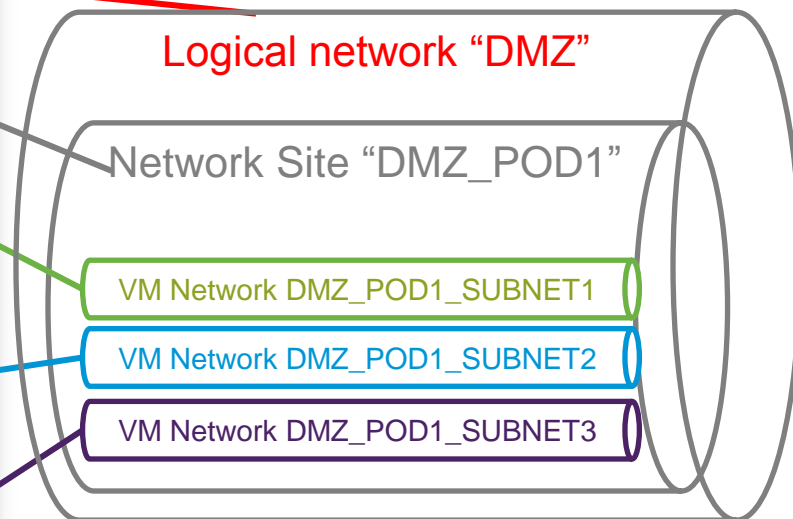 Logical network “DMZ”
Network Site “DMZ_POD1”
VM Network DMZ_POD1_SUBNET1
VM Network DMZ_POD1_SUBNET2
VM Network DMZ_POD1_SUBNET3